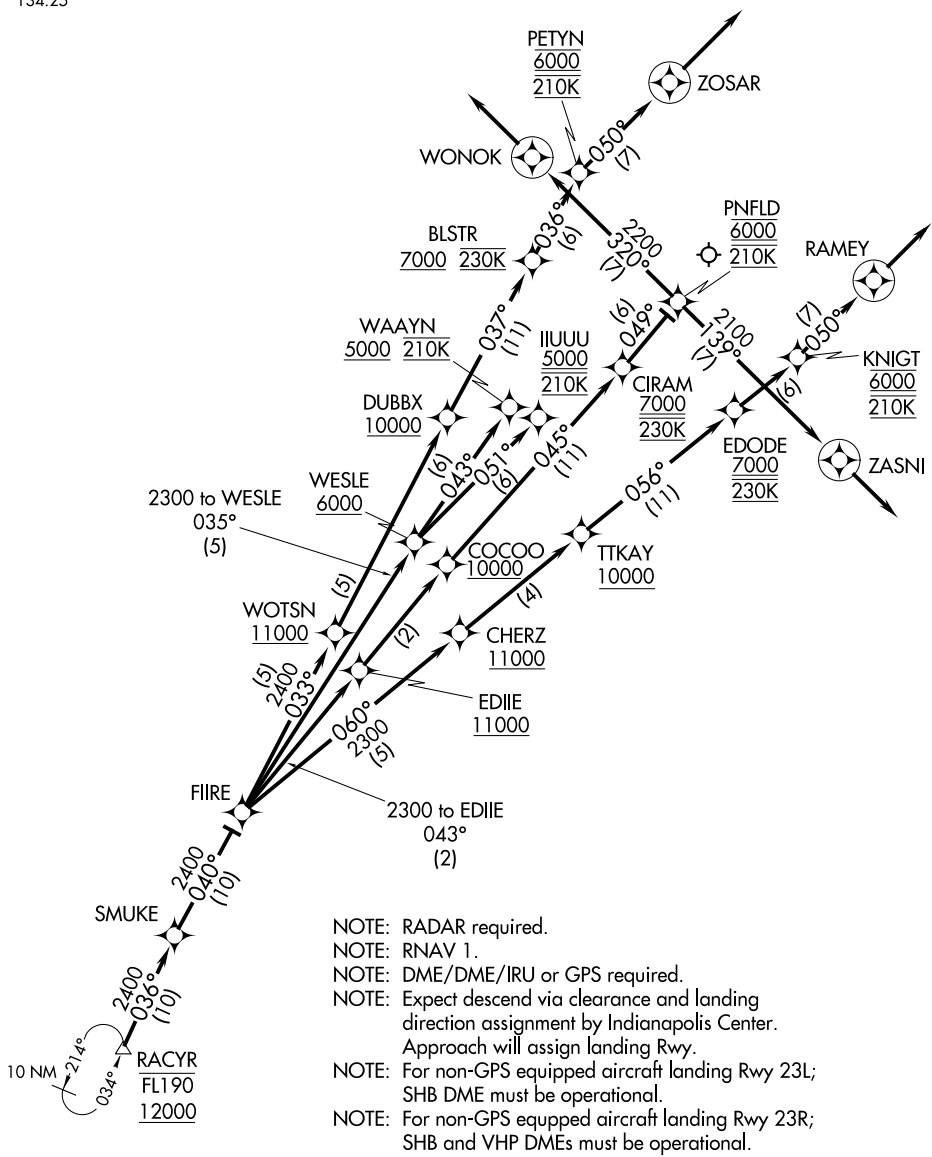 134.25
PETYN
6000
210K
ZOSAR
050°
(7)
WONOK
036°
(6)
PNFLD
6000
210K
2200
320°
(7)
BLSTR
7000 230K
RAMEY
(7)
050°
(6)
049°
2100
139°
(7)
WAAYN
5000 210K
037°
(11)
IIUUU
5000
210K
KNIGT
6000
210K
CIRAM
7000
230K
(6)
DUBBX
10000
EDODE
7000
230K
ZASNI
(6)
043°
051°
(6)
045°
(11)
WESLE
6000
2300 to WESLE
035°
(5)
056°
(11)
COCOO
10000
TTKAY
10000
(5)
(4)
WOTSN
11000
(2)
CHERZ
11000
(5)
2400
033°
EDIIE
11000
060°
2300
(5)
FIIRE
2300 to EDIIE
043°
(2)
2400
040°
(10)
SMUKE
2400
036°
(10)
214°
034°
10 NM
RACYR
FL190
12000
NOTE: RADAR required.
NOTE: RNAV 1.
NOTE: DME/DME/IRU or GPS required.
NOTE: Expect descend via clearance and landing
direction assignment by Indianapolis Center.
Approach will assign landing Rwy.
NOTE: For non-GPS equipped aircraft landing Rwy 23L;
SHB DME must be operational.
NOTE: For non-GPS equpped aircraft landing Rwy 23R;
SHB and VHP DMEs must be operational.